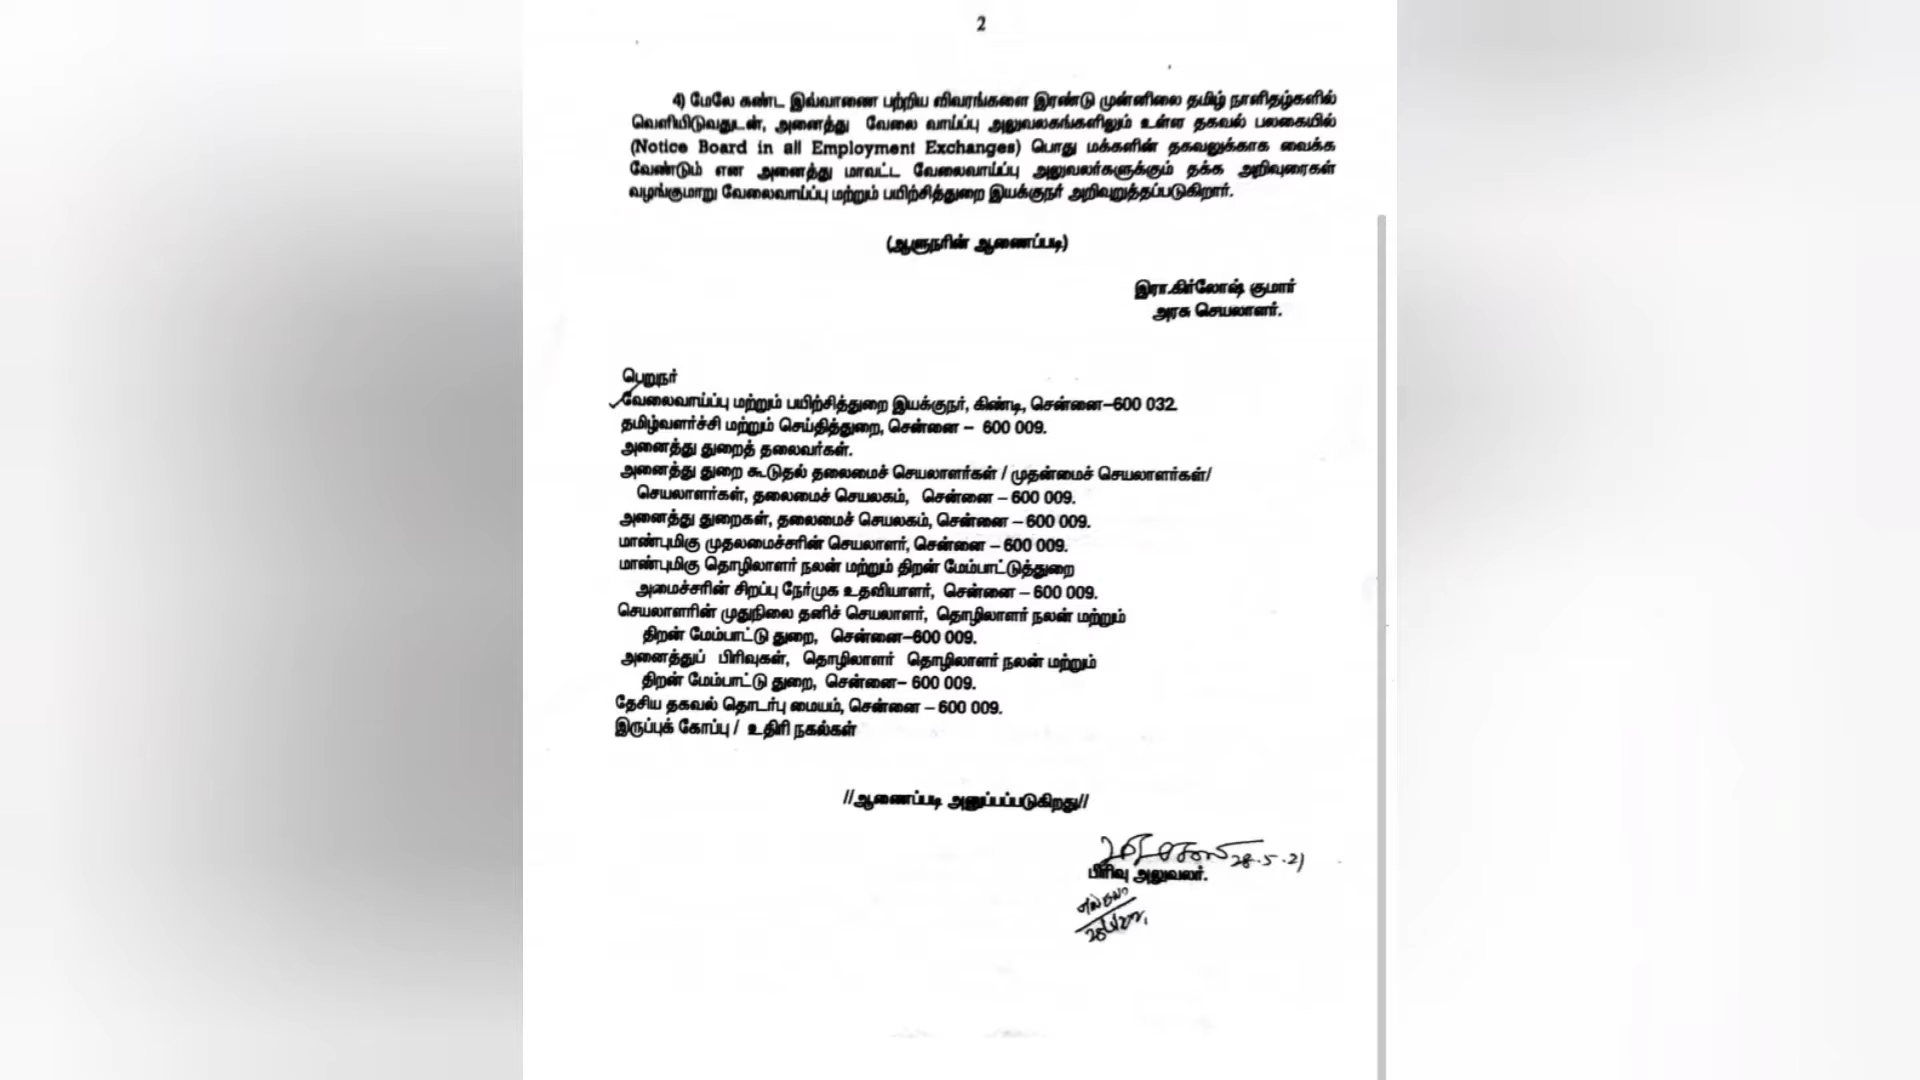 2
4) மேலே கண்ட இவ்வாணை பற்றிய விவரங்களை இரண்டு முன்னிலை தமிழ் நாளிதழ்களில்
வெளியிடுவதுடன், அனைத்து வேலை வாய்ப்பு அலுவலகங்களிலும் உள்ள தகவல் பலகையில்
(Notice Board in all Employment Exchanges) பொது மக்களின் தகவலுக்காக வைக்க
வேண்டும் என அனைத்து மாவட்ட வேலைவாய்ப்பு அலுவலர்களுக்கும் தக்க அறிவுரைகள்
வழங்குமாறு வேலைவாய்ப்பு மற்றும் பயிற்சித்துறை இயக்குநர் அறிவுறுத்தப்படுகிறார்.
(ஆளுநரின் ஆணைப்படி)
இரா.கிர்லோஷ் குமார்
அரசு செயலாளர்.
பெறுநர்
வேலைவாய்ப்பு மற்றும் பயிற்சித்துறை இயக்குநர், கிண்டி, சென்னை–600 032.
தமிழ்வளர்ச்சி மற்றும் செய்தித்துறை, சென்னை – 600 009.
அனைத்து துறைத் தலைவர்கள்.
அனைத்து துறை கூடுதல் தலைமைச் செயலாளர்கள் / முதன்மைச் செயலாளர்கள்/
செயலாளர்கள், தலைமைச் செயலகம், சென்னை – 600 009.
அனைத்து துறைகள், தலைமைச் செயலகம், சென்னை – 600 009.
மாண்புமிகு முதலமைச்சரின் செயலாளர், சென்னை – 600 009.
மாண்புமிகு தொழிலாளர் நலன் மற்றும் திறன் மேம்பாட்டுத்துறை
அமைச்சரின் சிறப்பு நேர்முக உதவியாளர், சென்னை – 600 009.
செயலாளரின் முதுநிலை தனிச் செயலாளர், தொழிலாளர் நலன் மற்றும்
திறன் மேம்பாட்டு துறை, சென்னை–600 009.
அனைத்துப் பிரிவுகள், தொழிலாளர் தொழிலாளர் நலன் மற்றும்
திறன் மேம்பாட்டு துறை, சென்னை– 600 009.
தேசிய தகவல் தொடர்பு மையம், சென்னை – 600 009.
இருப்புக் கோப்பு / உதிரி நகல்கள்
//ஆணைப்படி அனுப்பப்படுகிறது//
28.5.21
பிரிவு அலுவலர்.